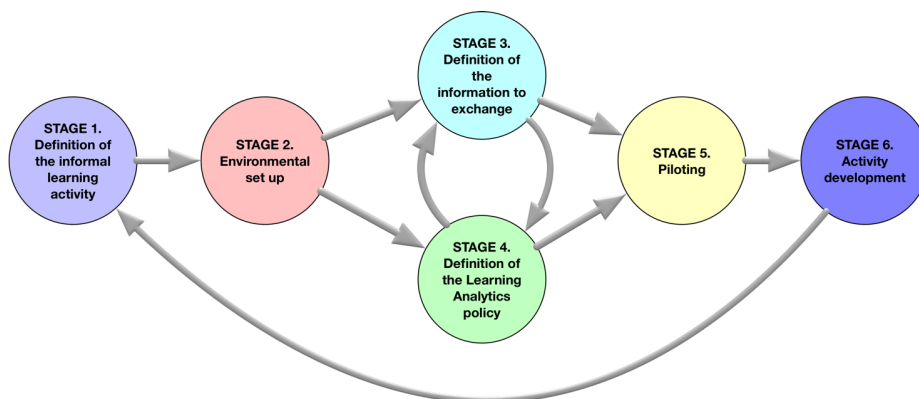 STAGE 1.
Definition of
the informal
learning
activity
STAGE 2.
Environmental
set up
STAGE 3.
Definition of
the
information to
exchange
STAGE 4.
Definition of
the Learning
Analytics
policy
STAGE 5.
Piloting
STAGE 6.
Activity
development